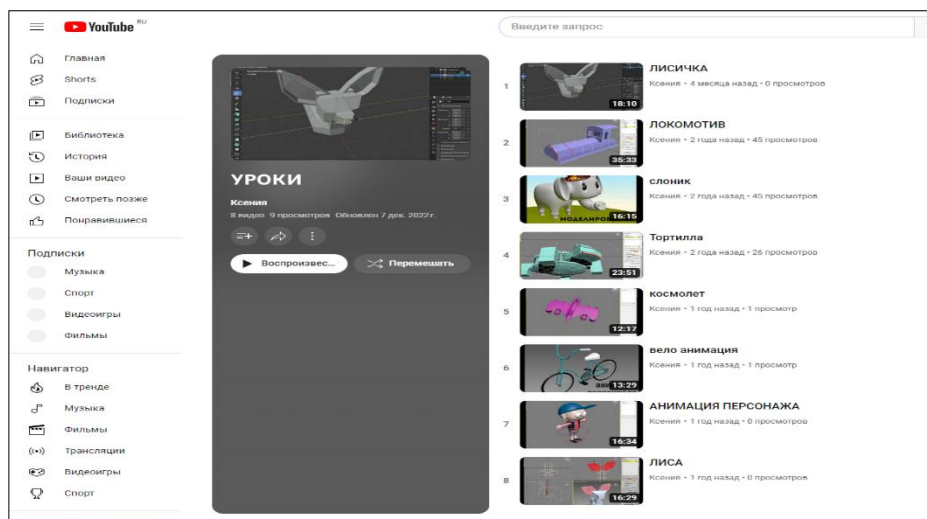 YouTube RU
Введите запрос
Главная
Shorts
Подписки
Библиотека
История
Ваши видео
Смотреть позже
Понравившиеся
Подписки
Музыка
Спорт
Видеоигры
Фильмы
Навигатор
В тренде
Музыка
Фильмы
Трансляции
Видеоигры
Спорт
УРОКИ
Ксения
8 видео 9 просмотров Обновлен 7 дек. 2022 г.
Воспроизвес...
Перемешать
1
18:10
ЛИСИЧКА
Ксения • 4 месяца назад • 0 просмотров
2
35:33
ЛОКОМОТИВ
Ксения • 2 года назад • 45 просмотров
3
МОДЕЛИРОВ
16:15
слоник
Ксения • 2 года назад • 45 просмотров
4
23:51
Тортилла
Ксения • 2 года назад • 26 просмотров
5
12:17
космолет
Ксения • 1 год назад • 1 просмотр
6
13:29
вело анимация
Ксения • 1 год назад • 1 просмотр
7
16:34
АНИМАЦИЯ ПЕРСОНАЖА
Ксения • 1 год назад • 0 просмотров
8
16:29
ЛИСА
Ксения • 1 год назад • 0 просмотров